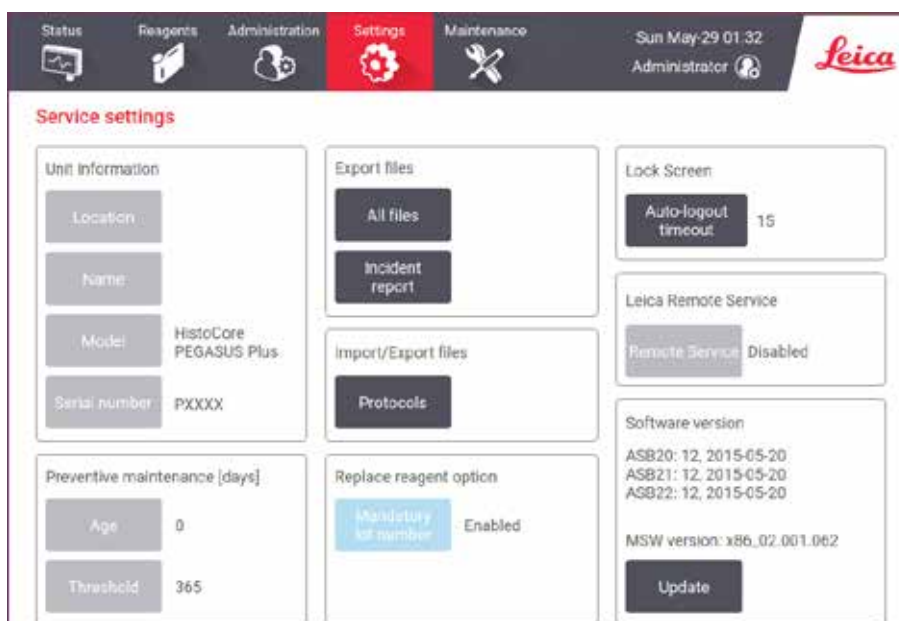 Status Reagents Administration Settings Maintenance
Sun May-29 01:32
Administrator
Leica
Service settings
Unit Information
Location
Name
Model
HistoCore
PEGASUS Plus
Serial number
PXXXX
Preventive maintenance [days]
Age
0
Threshold
365
Export files
All files
Incident
report
Import/Export files
Protocols
Replace reagent option
Mandatory
lot number
Enabled
Lock Screen
Auto-logout
timeout
15
Leica Remote Service
Remote Service
Disabled
Software version
ASB20: 12, 2015-05-20
ASB21: 12, 2015-05-20
ASB22: 12, 2015-05-20
MSW version: x86_02.001.062
Update